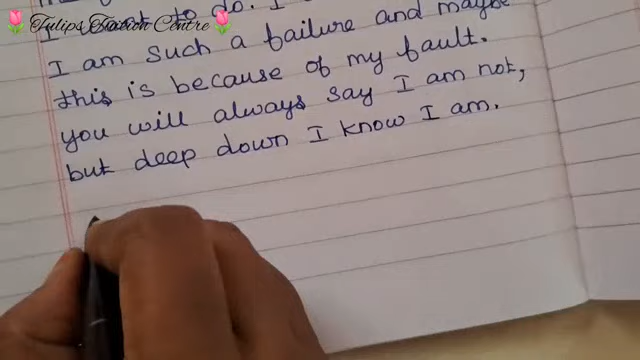 to do. I
🌷Tulips Tuition Centre🌷
I am such a failure and maybe
this is because of my fault.
you will always say I am not,
but deep down I know I am.